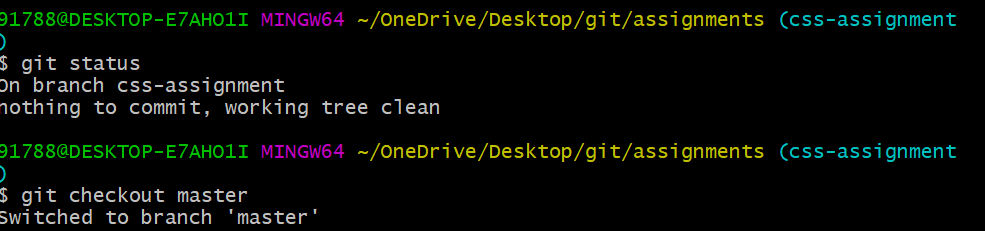 91788@DESKTOP-E7AHO1I MINGW64 ~/OneDrive/Desktop/git/assignments (css-assignment
)
$ git status
On branch css-assignment
nothing to commit, working tree clean
91788@DESKTOP-E7AHO1I MINGW64 ~/OneDrive/Desktop/git/assignments (css-assignment
)
$ git checkout master
Switched to branch 'master'